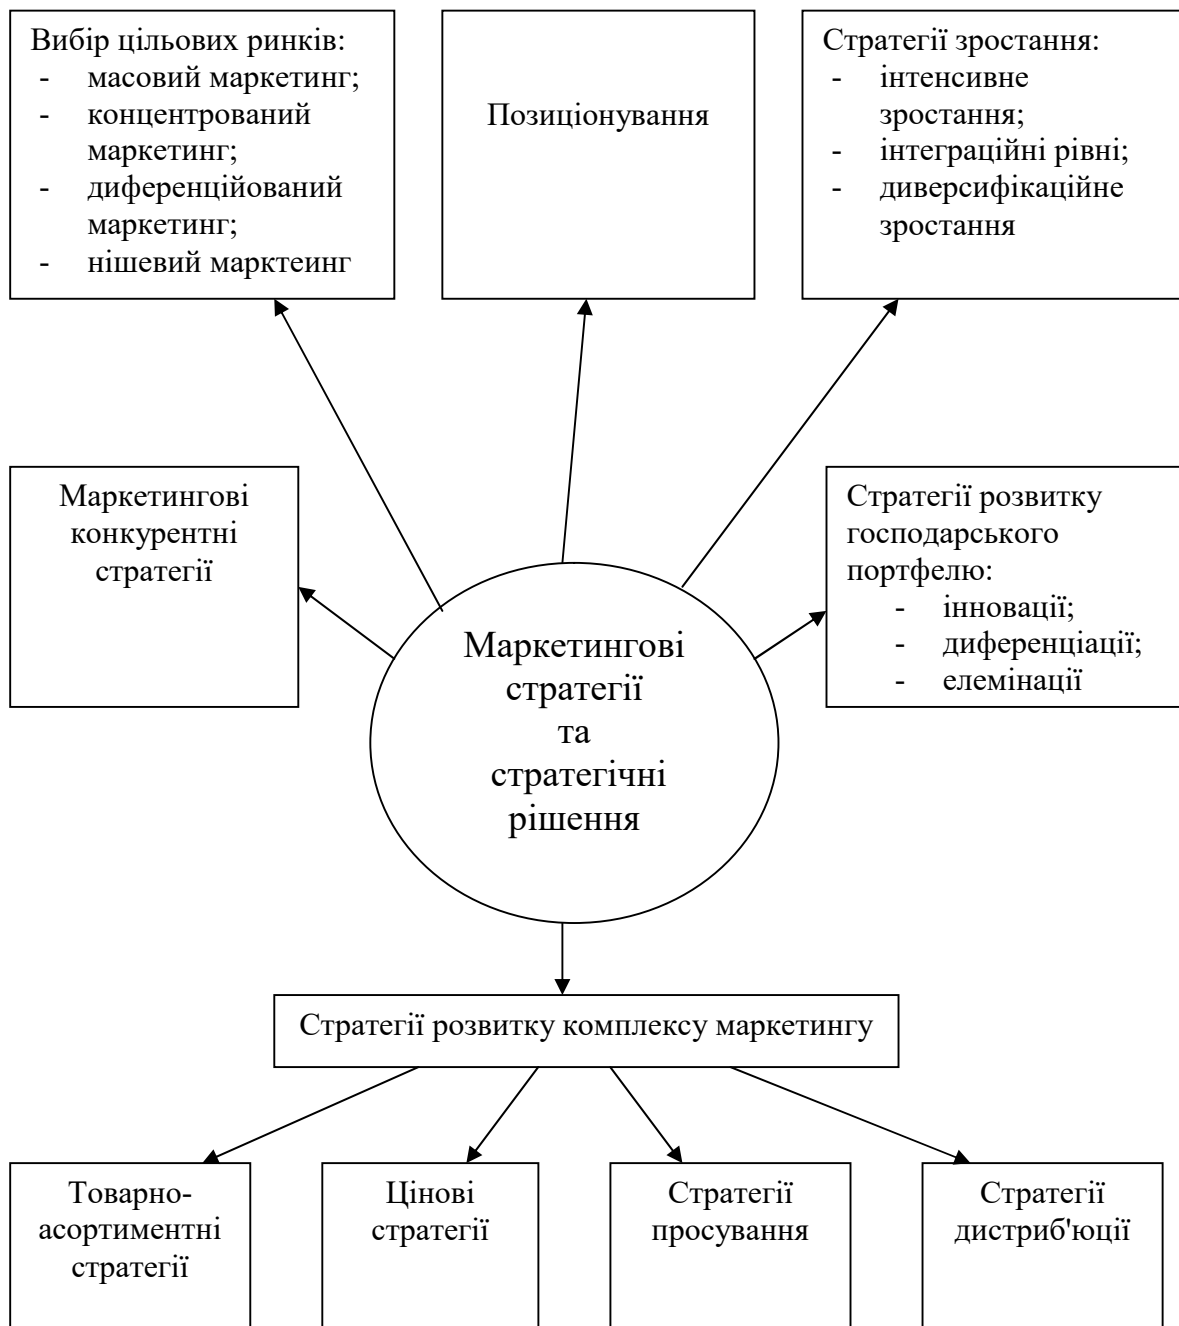 Вибір цільових ринків:
- масовий маркетинг;
- концентрований
маркетинг;
- диференційований
маркетинг;
- нішевий марктеинг
Позиціонування
Стратегії зростання:
- інтенсивне
зростання;
- інтеграційні рівні;
- диверсифікаційне
зростання
Маркетингові
конкурентні
стратегії
Стратегії розвитку
господарського
портфелю:
- інновації;
- диференціації;
- елемінації
Маркетингові
стратегії
та
стратегічні
рішення
Стратегії розвитку комплексу маркетингу
Товарно-
асортиментні
стратегії
Цінові
стратегії
Стратегії
просування
Стратегії
дистриб'юції